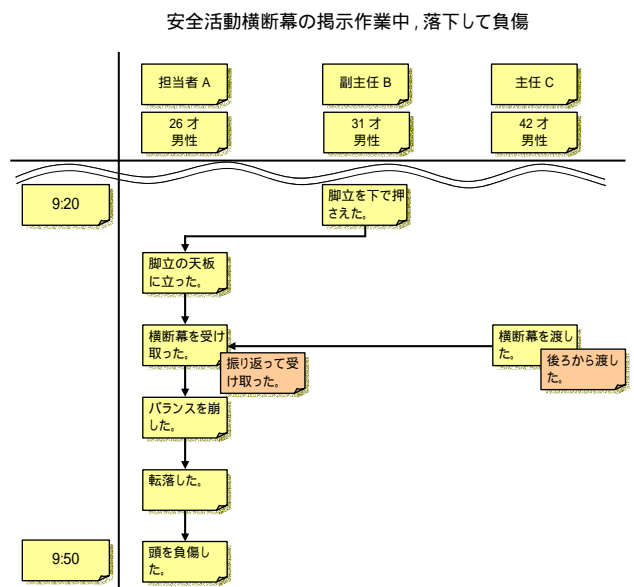 安全活動横断幕の掲示作業中,落下して負傷
担当者 A
副主任 B
主任 C
26 才
男性
31 才
男性
42 才
男性
9:20
脚立を下で押
さえた。
脚立の天板
に立った。
横断幕を受け
取った。
振り返って受
け取った。
横断幕を渡し
た。
後ろから渡し
た。
バランスを崩
した。
転落した。
9:50
頭を負傷し
た。